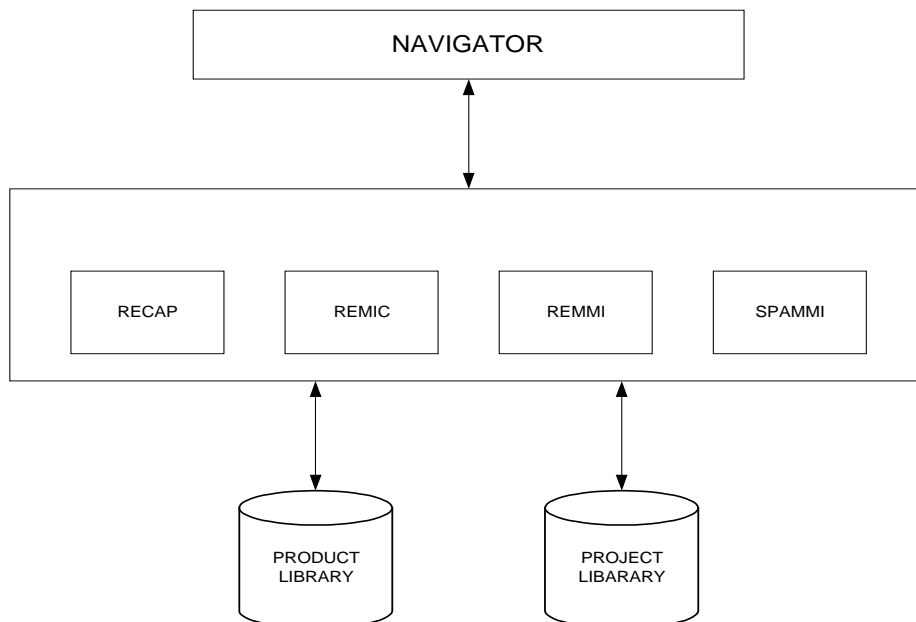 NAVIGATOR
RECAP
REMIC
REMMI
SPAMMI
PRODUCT
LIBRARY
PROJECT
LIBARARY